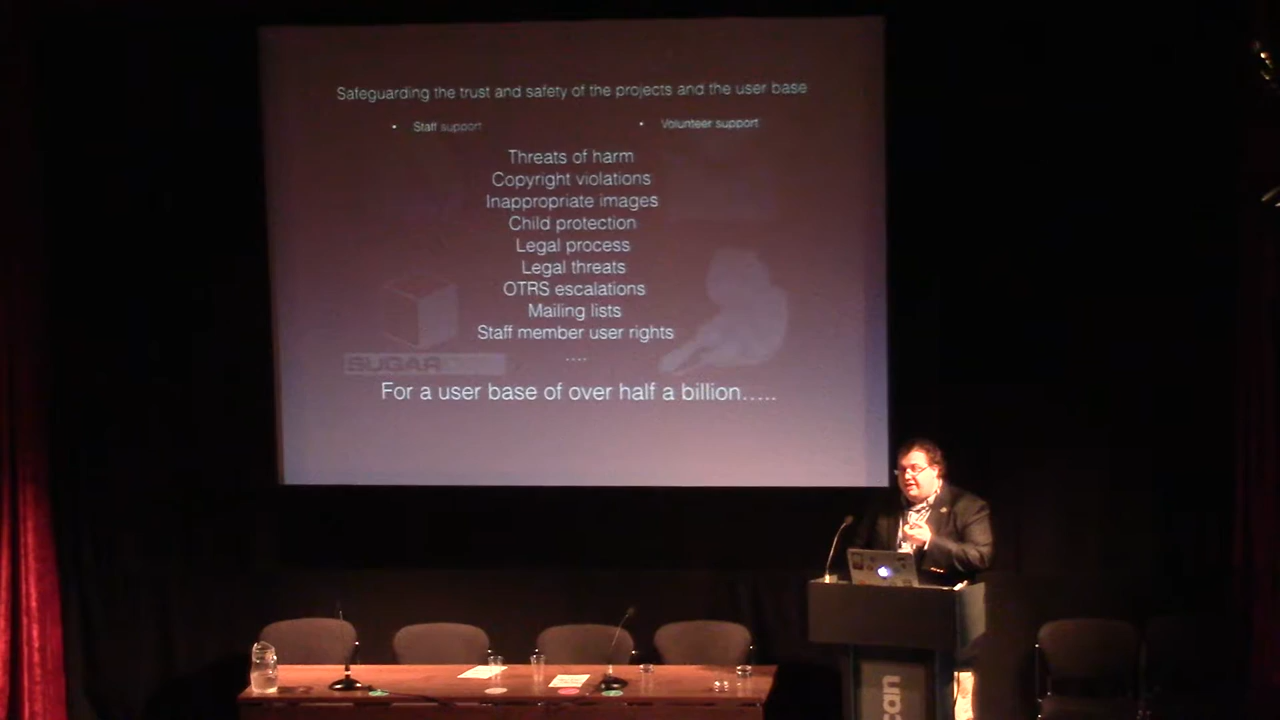 Safeguarding the trust and safety of the projects and the user base
• Staff support
• Volunteer support
Threats of harm
Copyright violations
Inappropriate images
Child protection
Legal process
Legal threats
OTRS escalations
Mailing lists
Staff member user rights
....
For a user base of over half a billion.....
SUGAR
can